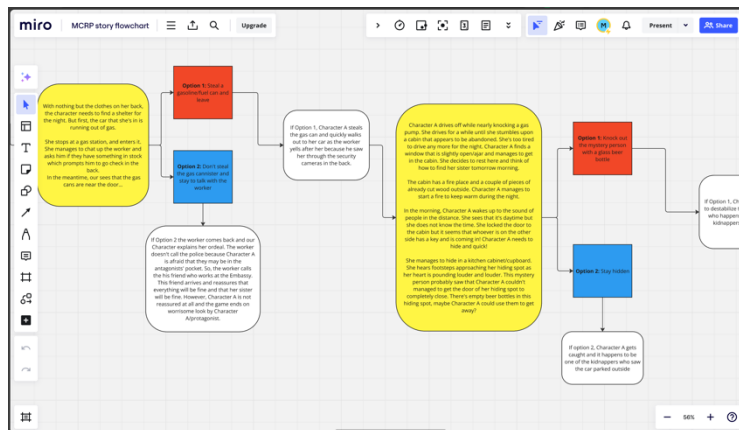 miro
MCRP story flowchart
Upgrade
Present
Share
With nothing but the clothes on her back,
the character needs to find a shelter for
the night. But first, the car that she's in is
running out of gas.
She stops at a gas station, and enters it.
She manages to chat up the worker and
asks him if they have something in stock
which prompts him to go check in the
back.
In the meantime, our sees that the gas
cans are near the door...
Option 1: Steal a
gasoline/fuel can and
leave
Option 2: Don't steal
the gas cannister and
stay to talk with the
worker
If Option 1, Character A steals
the gas can and quickly walks
out to her car as the worker
yells after her because he saw
her through the security
cameras in the back.
If Option 2 the worker comes back and our
Character explains her ordeal. The worker
doesn't call the police because Character
A is afraid that they may be in the
antagonists' pocket. So, the worker calls
the his friend who works at the Embassy.
This friend arrives and reassures that
everything will be fine and that her sister
will be fine. However, Character A is not
reassured at all and the game ends on
worrisome look by Character
A/protagonist.
Character A drives off while nearly knocking a gas
pump. She drives for a while until she stumbles upon
a cabin that appears to be abandoned. She's too tired
to drive any more for the night. Character A finds a
window that is slightly open/ajar and manages to get
in the cabin. She decides to rest here and think of
how to find her sister tomorrow morning.
The cabin has a fire place and a couple of pieces of
already cut wood outside. Character A manages to
start a fire to keep warm during the night.
In the morning, Character A wakes up to the sound of
people in the distance. She sees that it's daytime but
she does not know the time. She locked the door to
the cabin but it seems that whoever is on the other
side has a key and is coming in! Character A needs to
hide and quick!
She manages to hide in a kitchen cabinet/cupboard.
She hears footsteps approaching her hiding spot as
her heart is pounding louder and louder. This mystery
person probably saw that Character A couldn't
managed to get the door of her hiding spot to
completely close. There's empty beer bottles in this
hiding spot, maybe Character A could use them to get
away?
Option 1: Knock out
the mystery person
with a glass beer
bottle
Option 2: Stay hidden
If Option 1, Cha
to destabilize t
who happen
kidnappers
If option 2, Character A gets
caught and it happens to be
one of the kidnappers who saw
the car parked outside
56%